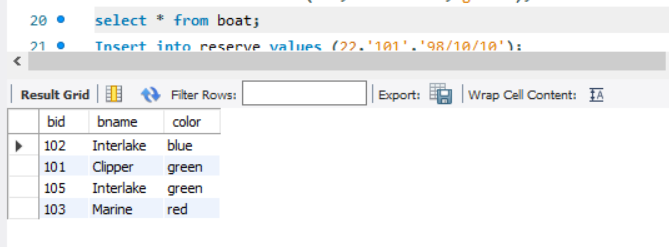 20 select * from boat;
21 Insert into reserve values (22,'101','98/10/10');
Result Grid Filter Rows: Export: Wrap Cell Content: IA
bid bname color
102 Interlake blue
101 Clipper green
105 Interlake green
103 Marine red